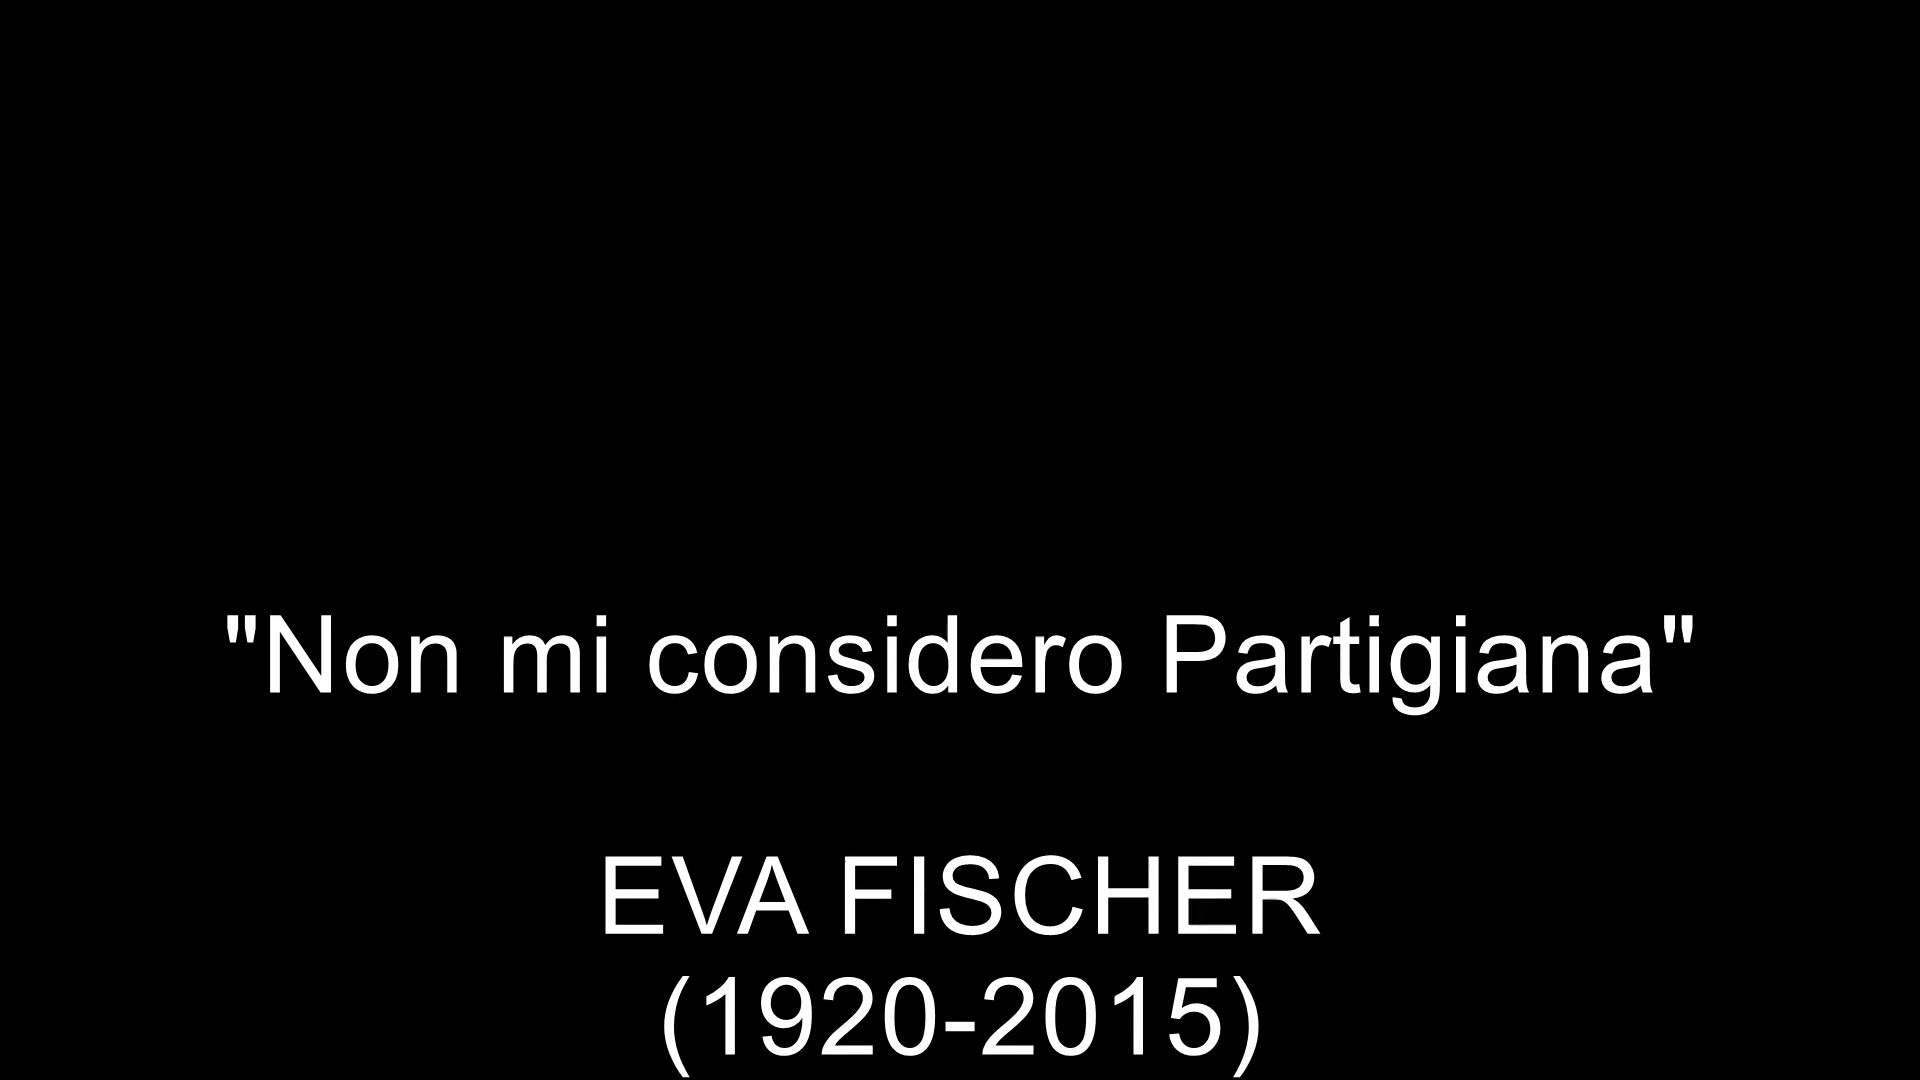 "Non mi considero Partigiana"
EVA FISCHER
(1920-2015)